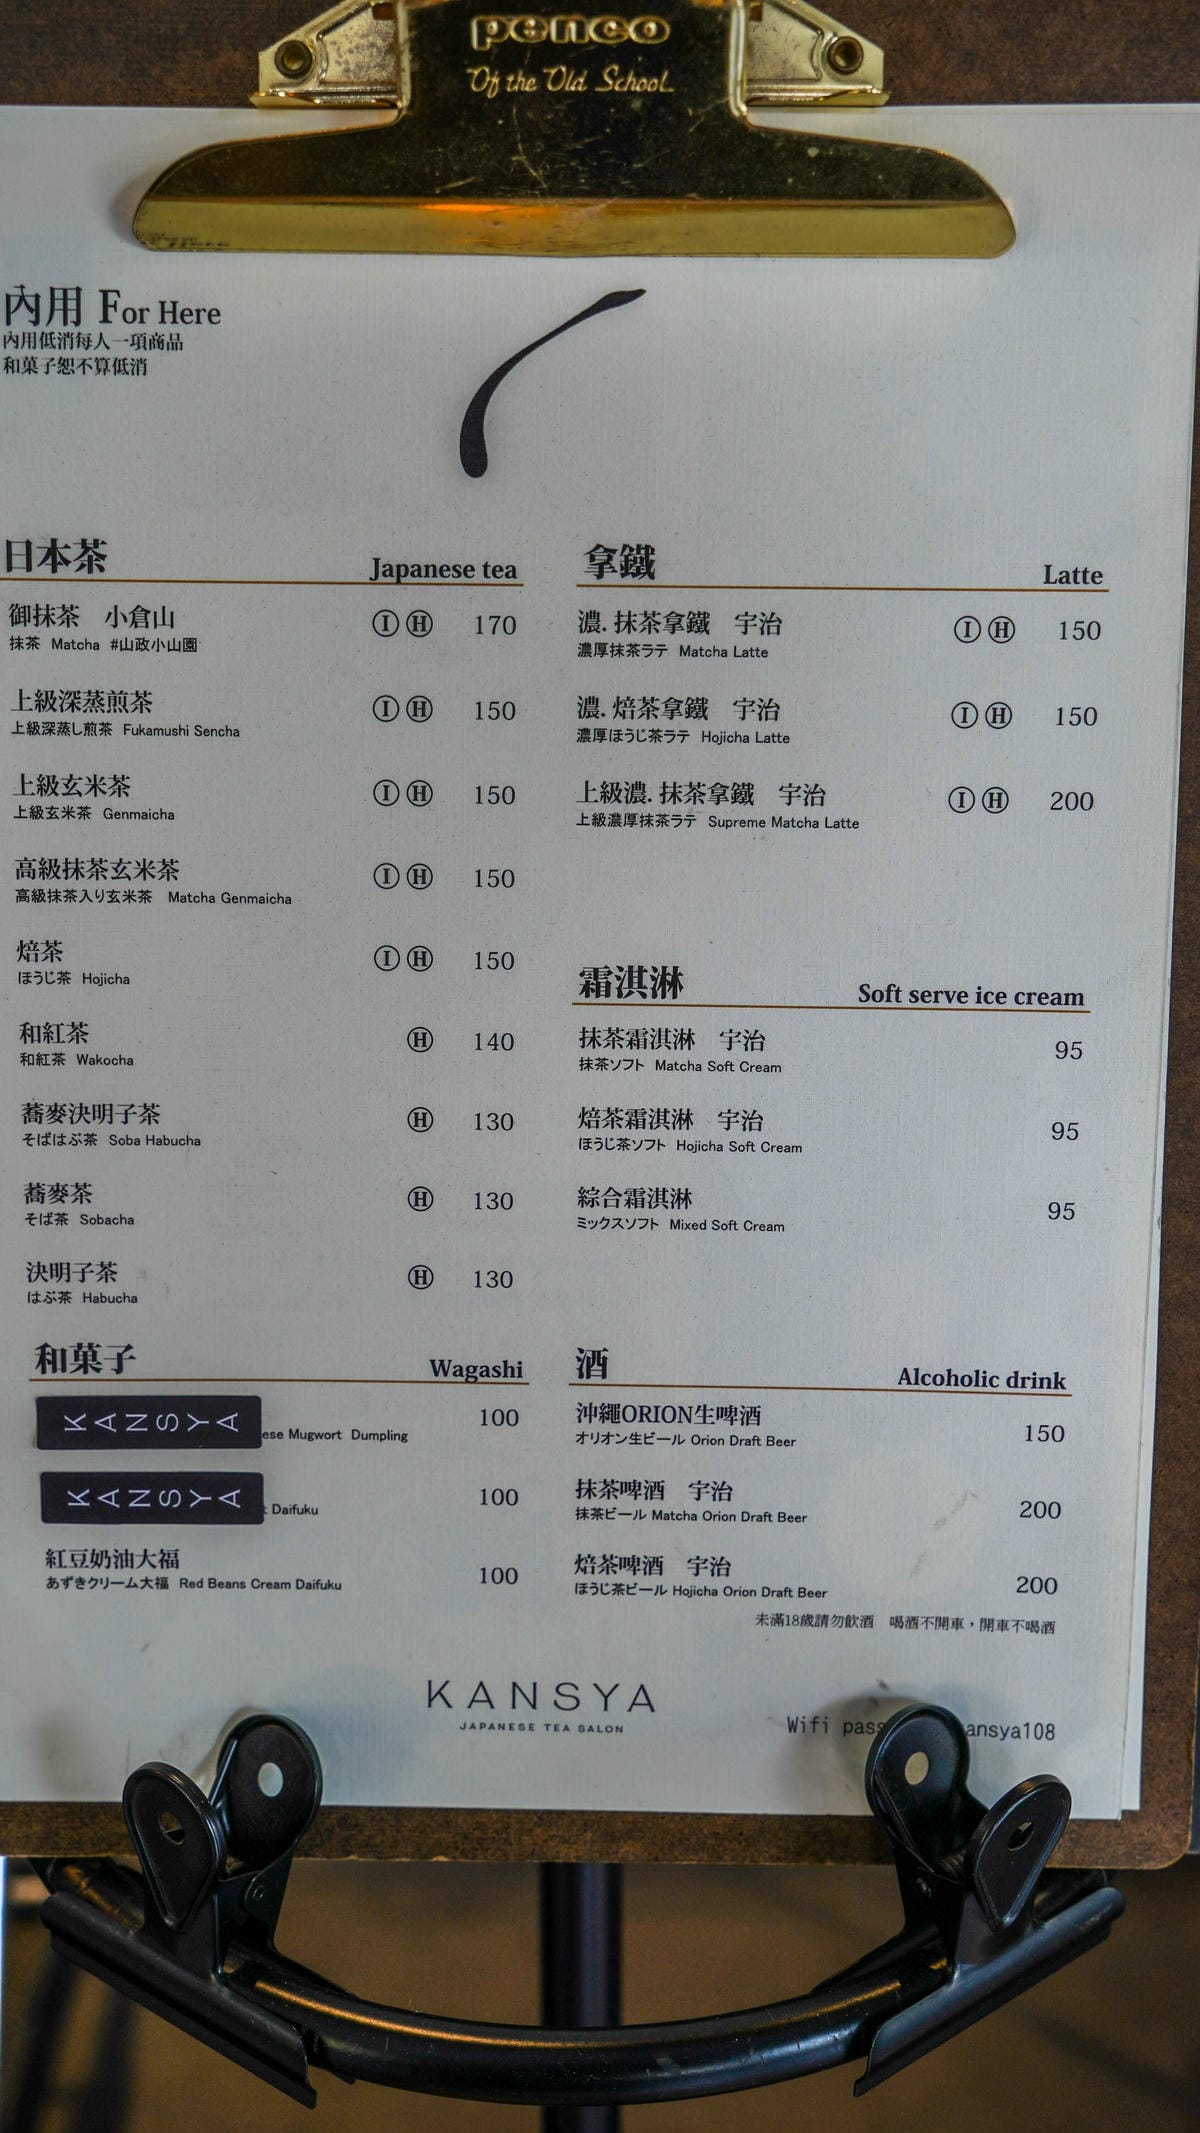 penco
Of the Old School.
內用 For Here
內用低消每人一項商品
和菓子恕不算低消
日本茶 Japanese tea
御抹茶 小倉山 Ⓘ Ⓗ 170
抹茶 Matcha #山政小山園
上級深蒸煎茶 Ⓘ Ⓗ 150
上級深蒸し煎茶 Fukamushi Sencha
上級玄米茶 Ⓘ Ⓗ 150
上級玄米茶 Genmaicha
高級抹茶玄米茶 Ⓘ Ⓗ 150
高級抹茶入り玄米茶 Matcha Genmaicha
焙茶 Ⓘ Ⓗ 150
ほうじ茶 Hojicha
和紅茶 Ⓗ 140
和紅茶 Wakocha
蕎麥決明子茶 Ⓗ 130
そばはぶ茶 Soba Habucha
蕎麥茶 Ⓗ 130
そば茶 Sobacha
決明子茶 Ⓗ 130
はぶ茶 Habucha
拿鐵 Latte
濃. 抹茶拿鐵 宇治 Ⓘ Ⓗ 150
濃厚抹茶ラテ Matcha Latte
濃. 焙茶拿鐵 宇治 Ⓘ Ⓗ 150
濃厚ほうじ茶ラテ Hojicha Latte
上級濃. 抹茶拿鐵 宇治 Ⓘ Ⓗ 200
上級濃厚抹茶ラテ Supreme Matcha Latte
霜淇淋 Soft serve ice cream
抹茶霜淇淋 宇治 95
抹茶ソフト Matcha Soft Cream
焙茶霜淇淋 宇治 95
ほうじ茶ソフト Hojicha Soft Cream
綜合霜淇淋 95
ミックスソフト Mixed Soft Cream
和菓子 Wagashi
KANSYA 100
ese Mugwort Dumpling
KANSYA 100
t Daifuku
紅豆奶油大福 100
あずきクリーム大福 Red Beans Cream Daifuku
酒 Alcoholic drink
沖繩ORION生啤酒 150
オリオン生ビール Orion Draft Beer
抹茶啤酒 宇治 200
抹茶ビール Matcha Orion Draft Beer
焙茶啤酒 宇治 200
ほうじ茶ビール Hojicha Orion Draft Beer
未滿18歲請勿飲酒 喝酒不開車，開車不喝酒
KANSYA
JAPANESE TEA SALON
Wifi pass ansya108